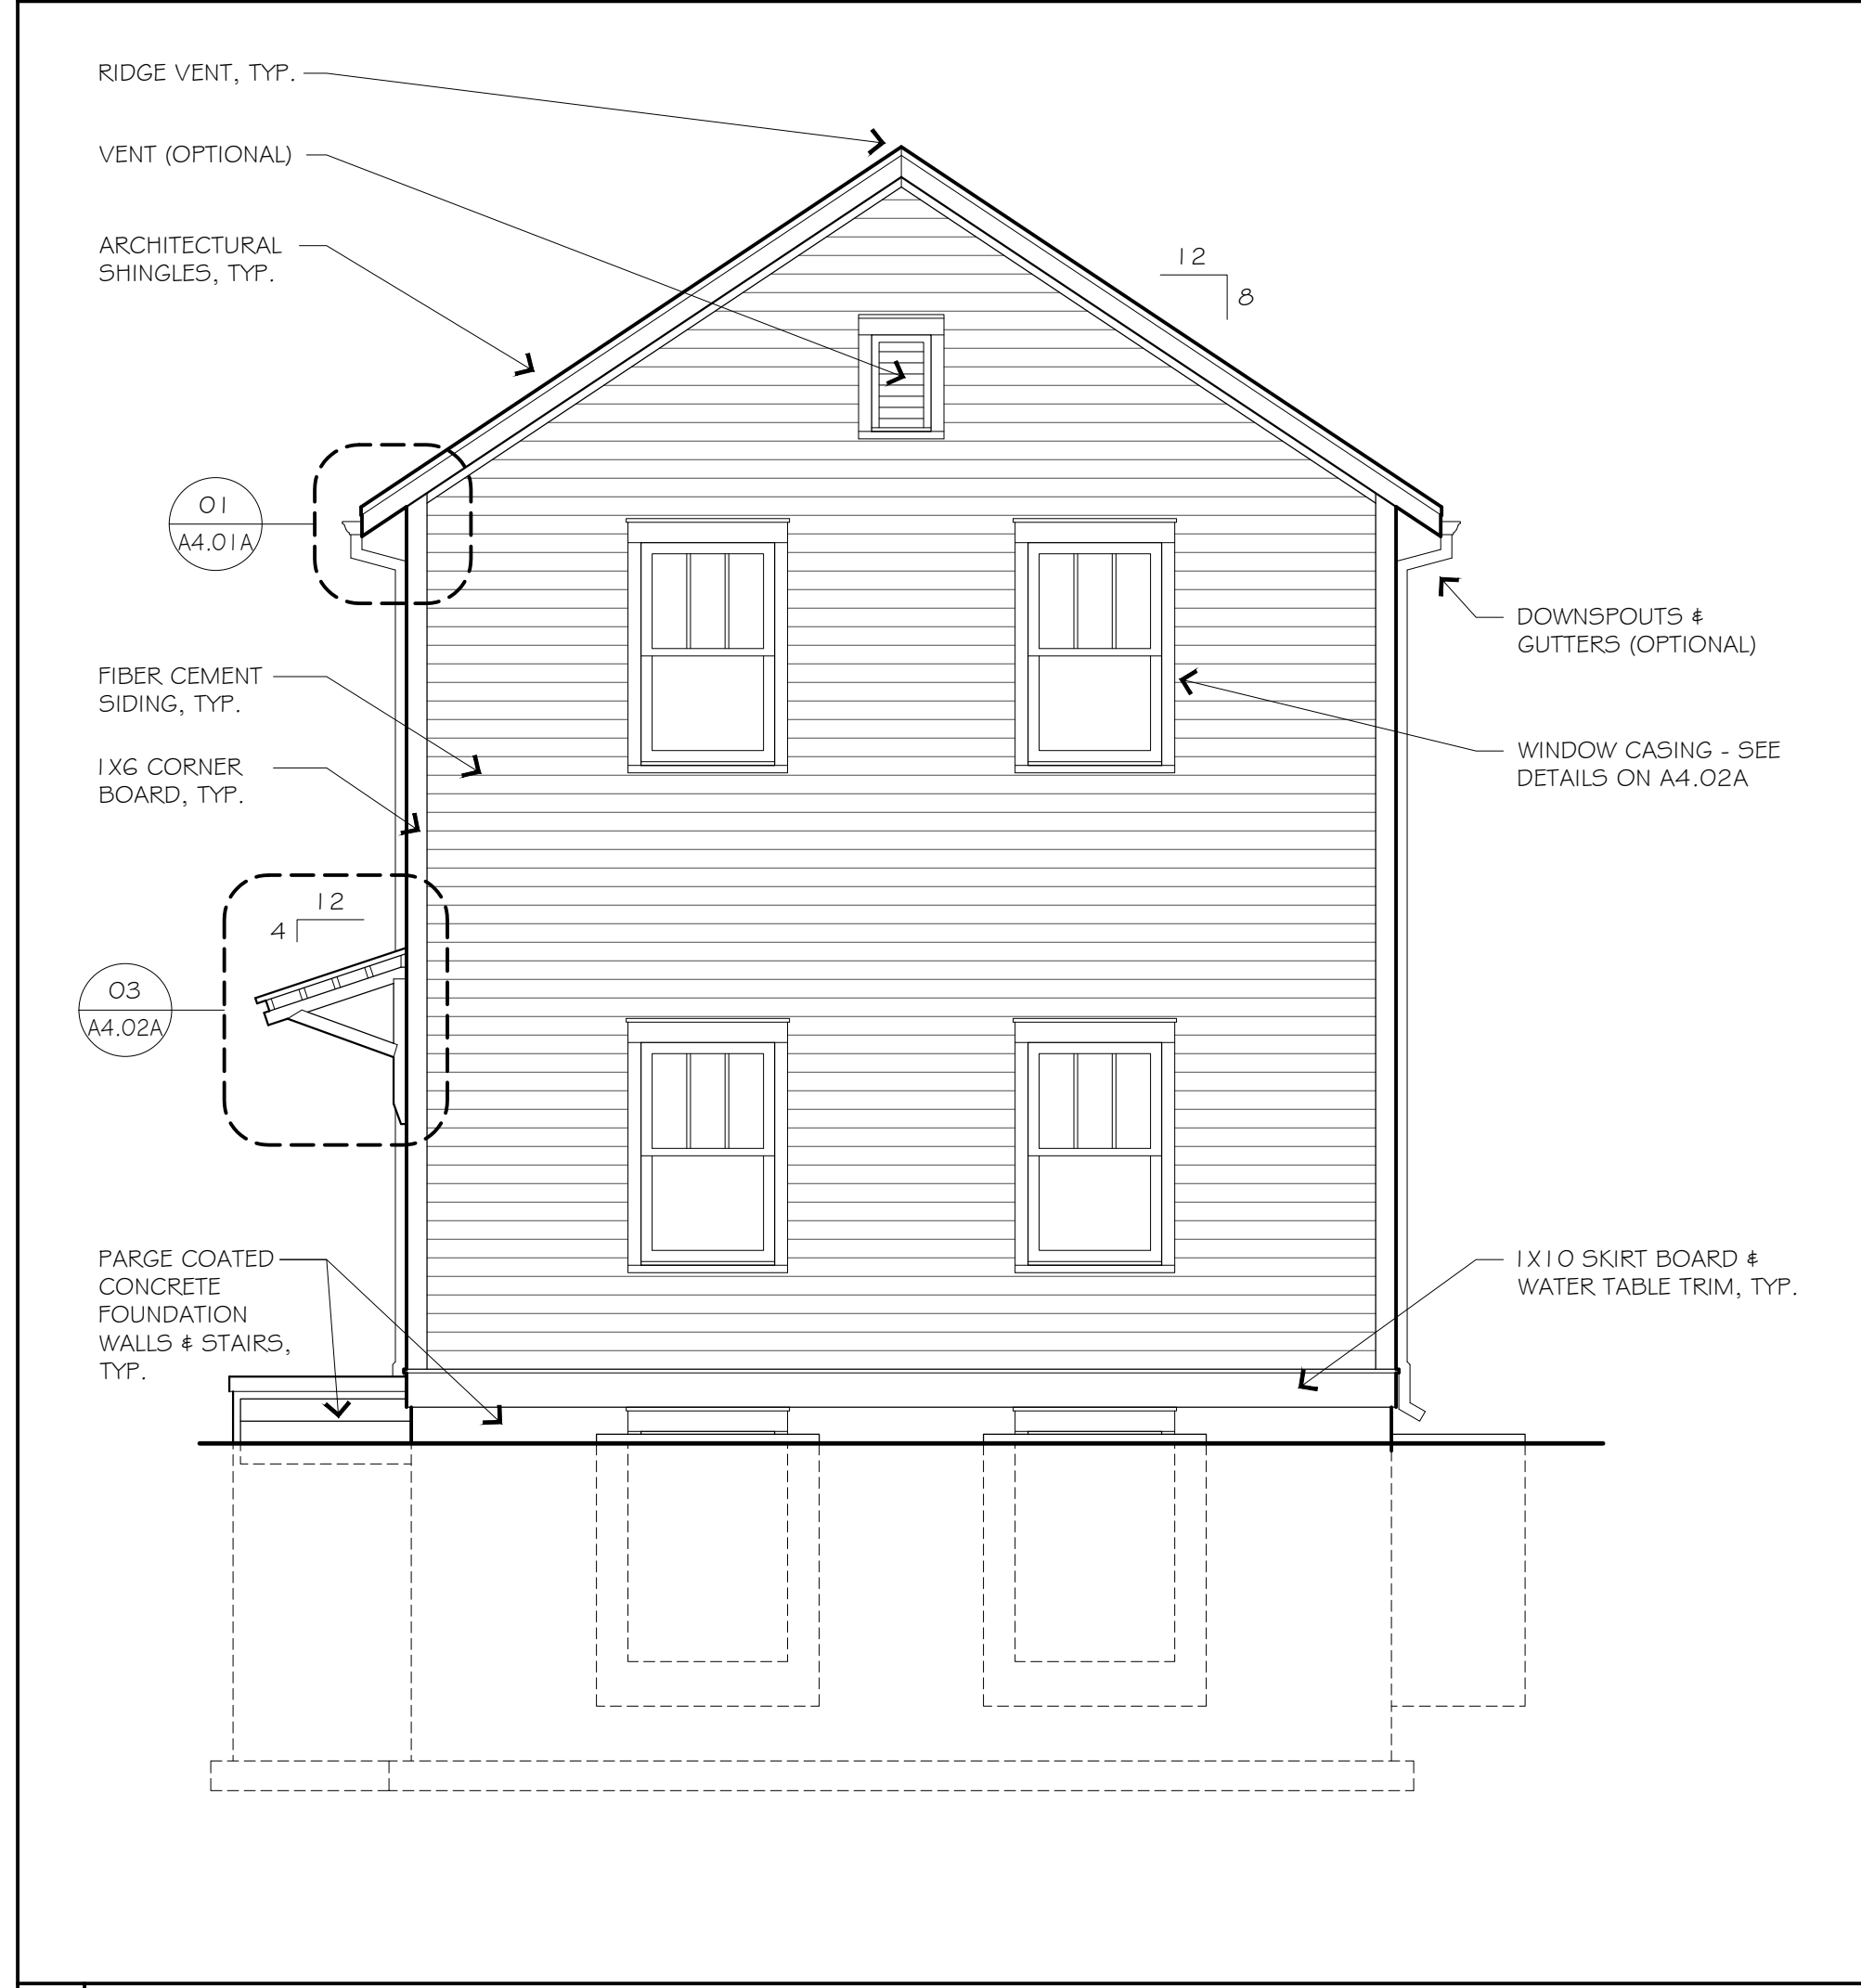 RIDGE VENT, TYP.
VENT (OPTIONAL)
ARCHITECTURAL
SHINGLES, TYP.
12
8
01
A4.01A
DOWNSPOUTS &
GUTTERS (OPTIONAL)
FIBER CEMENT
SIDING, TYP.
WINDOW CASING - SEE
DETAILS ON A4.02A
1X6 CORNER
BOARD, TYP.
12
4
03
A4.02A
PARGE COATED
CONCRETE
FOUNDATION
WALLS & STAIRS,
TYP.
1X10 SKIRT BOARD &
WATER TABLE TRIM, TYP.